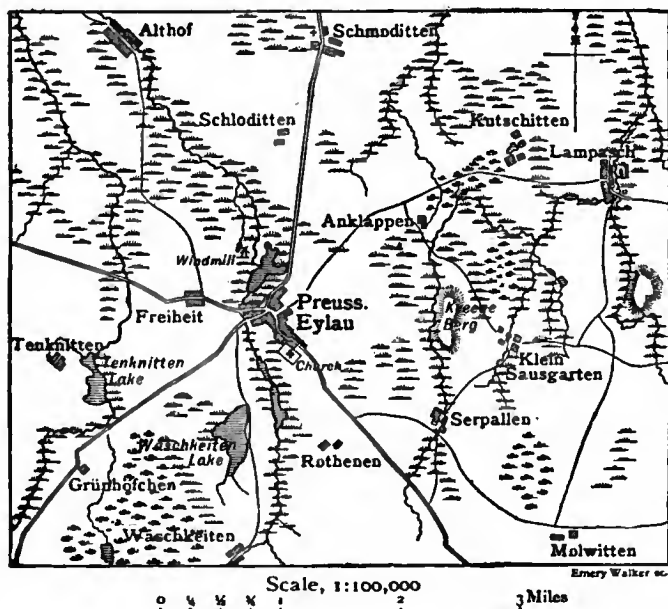 Althof
Schmoditten
Schloditten
Kutschitten
Lampasch
Anklappen
Windmill
Preuss.
Eylau
Freiheit
Kreege
Berg
Tenknitten
Tenknitten
Lake
Church
Klein
Sausgarten
Serpallen
Waschkeiten
Lake
Rothenen
Grünhöfchen
Waschkeiten
Molwitten
Emery Walker sc.
Scale, 1:100,000
0 ¼ ½ ¾ 1 2 3 Miles